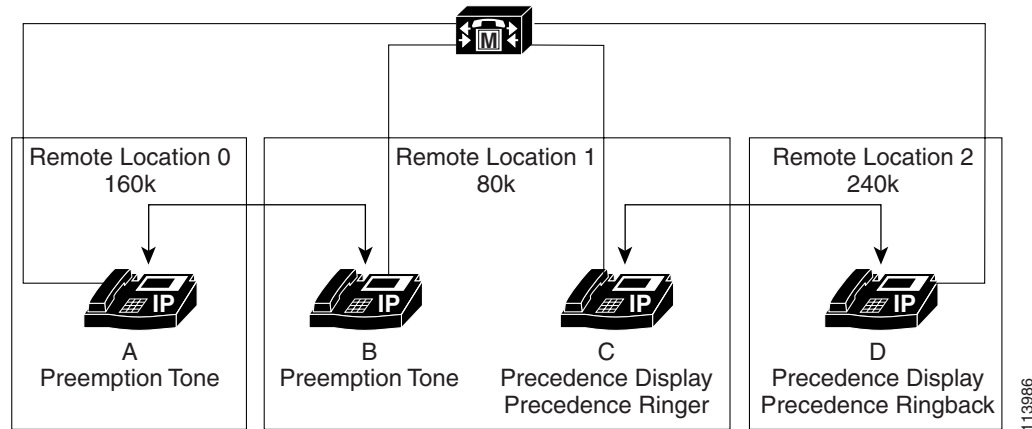 M
Remote Location 0
160k
Remote Location 1
80k
Remote Location 2
240k
IP
IP
IP
IP
A
Preemption Tone
B
Preemption Tone
C
Precedence Display
Precedence Ringer
D
Precedence Display
Precedence Ringback
113986